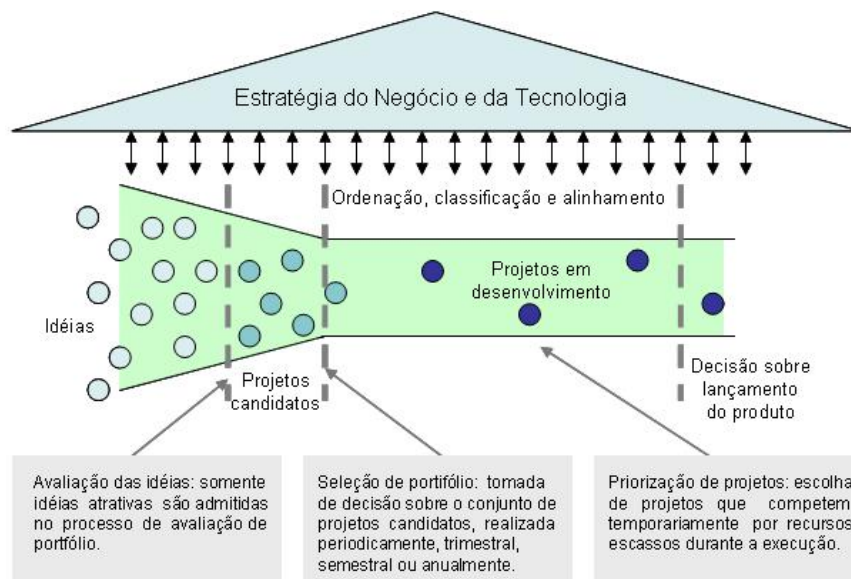 Estratégia do Negócio e da Tecnologia
Ordenação, classificação e alinhamento
Idéias
Projetos em
desenvolvimento
Projetos
candidatos
Decisão sobre
lançamento
do produto
Avaliação das idéias: somente
idéias atrativas são admitidas
no processo de avaliação de
portfólio.
Seleção de portifólio: tomada
de decisão sobre o conjunto de
projetos candidatos, realizada
periodicamente, trimestral,
semestral ou anualmente.
Priorização de projetos: escolha
de projetos que competem
temporariamente por recursos
escassos durante a execução.